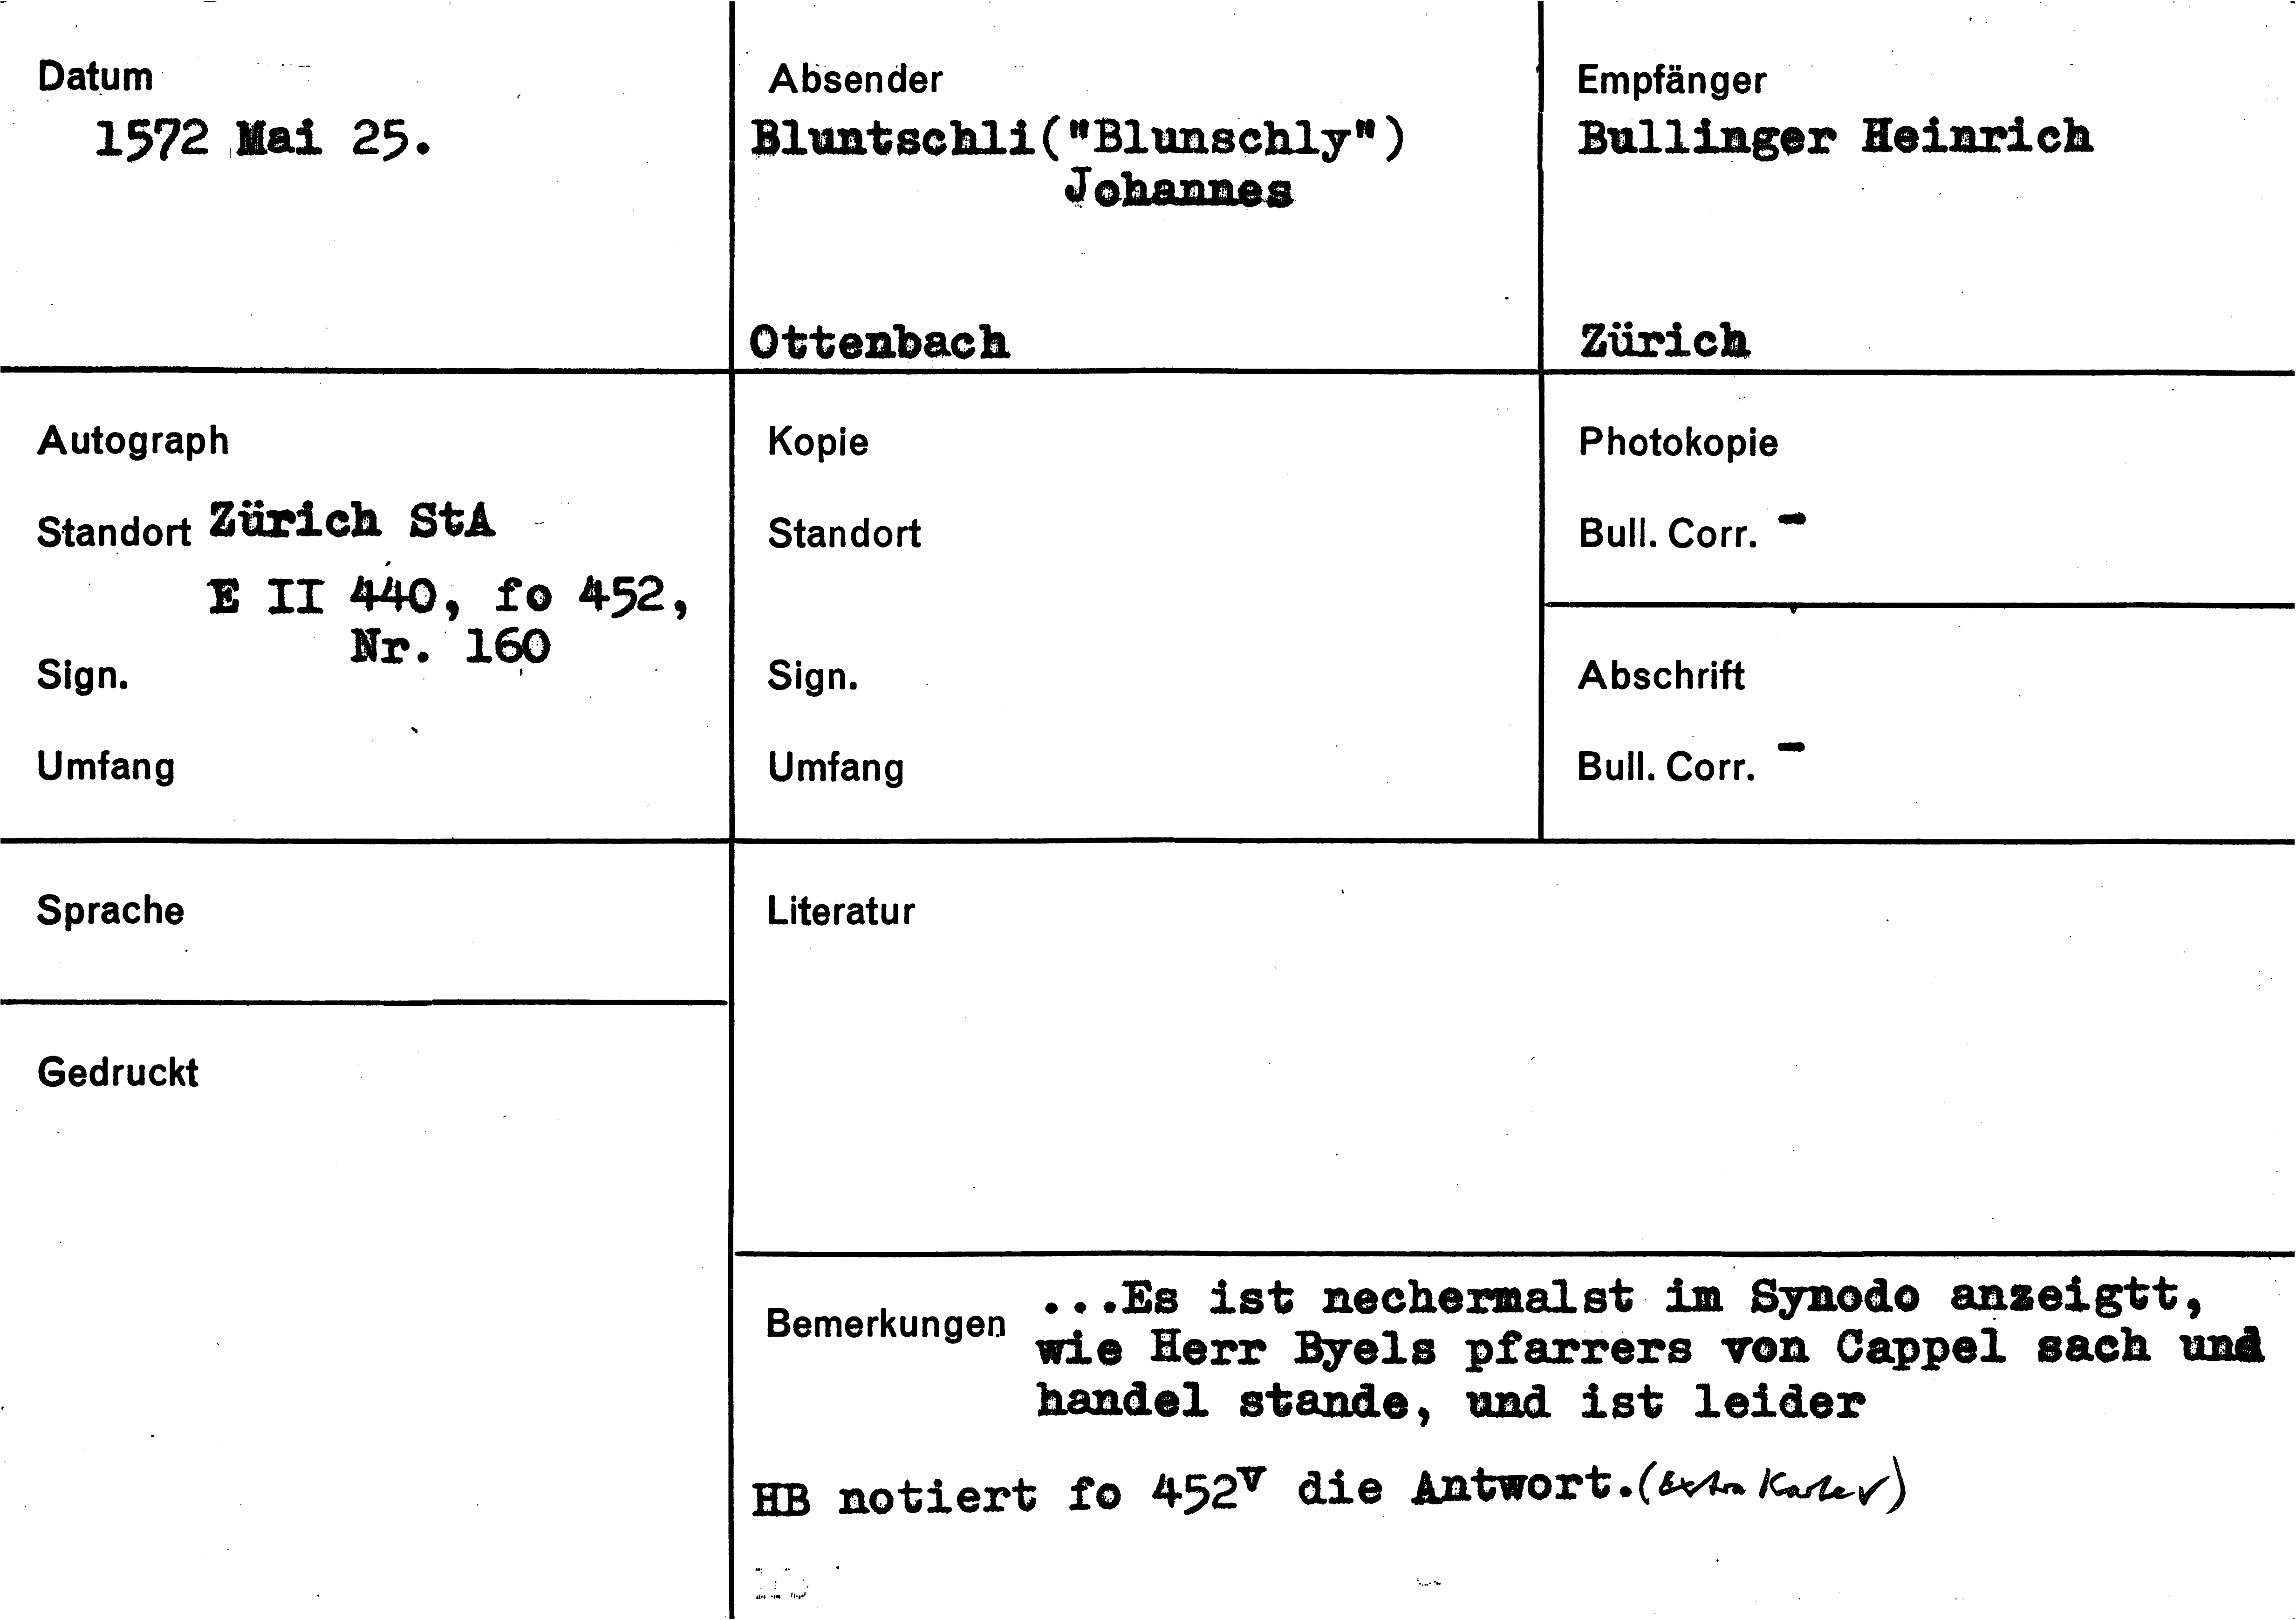 Datum
1572 Mai 25.
Absender
Bluntschli("Blunschly")
Johannes
Ottenbach
Empfänger
Bullinger Heinrich
Zürich
Autograph
Standort Zürich StA
E II 440, fo 452,
Nr. 160
Sign.
Umfang
Kopie
Standort
Sign.
Umfang
Photokopie
Bull. Corr. -
Abschrift
Bull. Corr. -
Sprache
Gedruckt
Literatur
Bemerkungen ...Es ist nechermalst im Synodo anzeigtt,
wie Herr Byels pfarrers von Cappel sach und
handel stande, und ist leider
HB notiert fo 452v die Antwort.(Extra